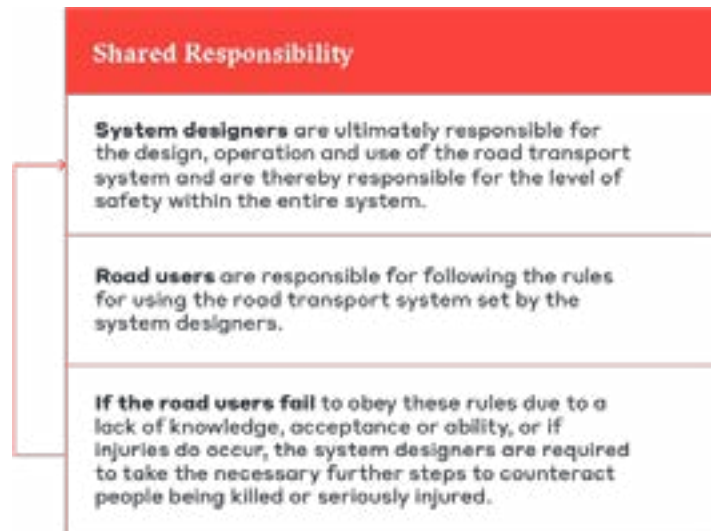 Shared Responsibility
System designers are ultimately responsible for
the design, operation and use of the road transport
system and are thereby responsible for the level of
safety within the entire system.
Road users are responsible for following the rules
for using the road transport system set by the
system designers.
If the road users fail to obey these rules due to a
lack of knowledge, acceptance or ability, or if
injuries do occur, the system designers are required
to take the necessary further steps to counteract
people being killed or seriously injured.